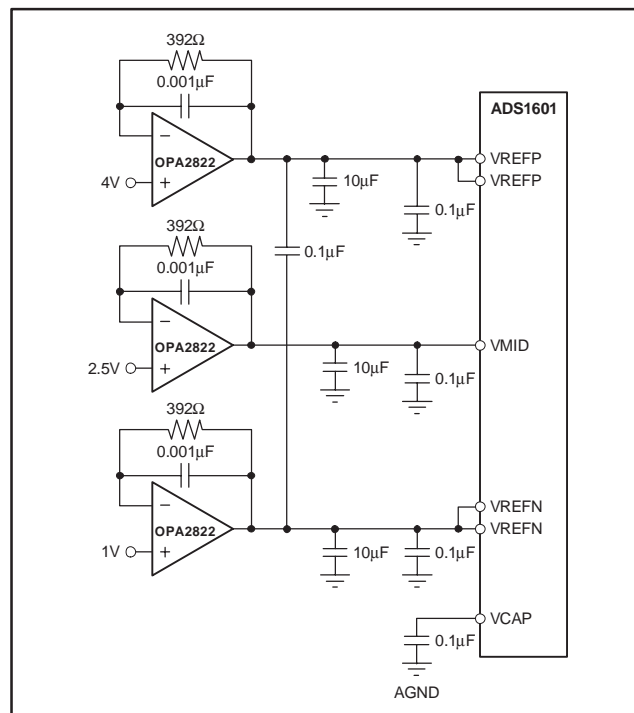 392Ω
0.001µF
ADS1601
OPA2822
VREFP
VREFP
4V
10µF
0.1µF
392Ω
0.1µF
0.001µF
OPA2822
VMID
2.5V
10µF
0.1µF
392Ω
0.001µF
VREFN
OPA2822
VREFN
1V
10µF
0.1µF
VCAP
0.1µF
AGND